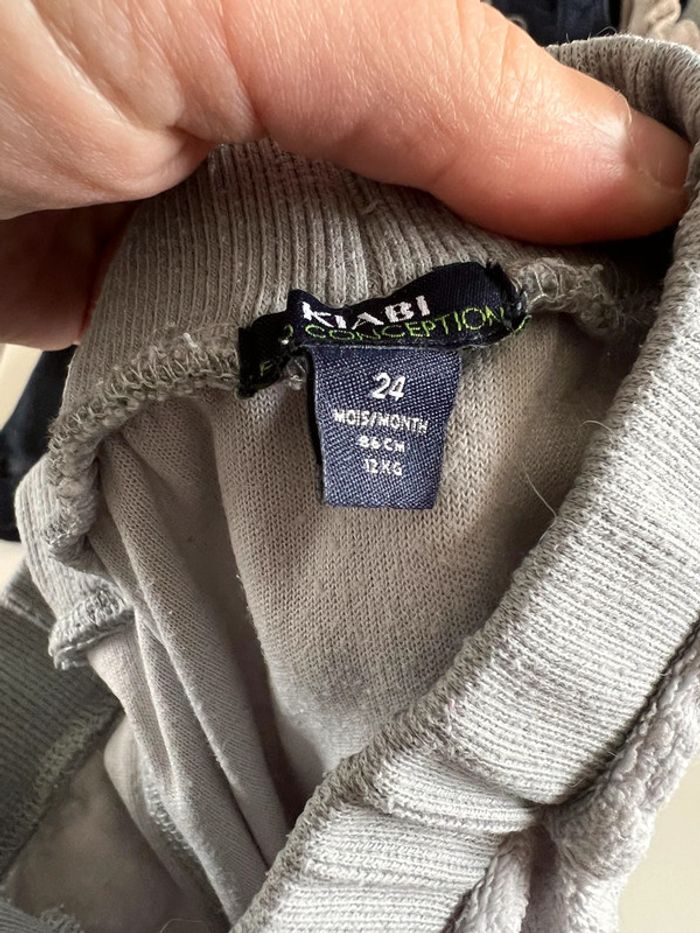 KIABI
CONCEPTION
24
MOIS/MONTH
86 CM
12 KG